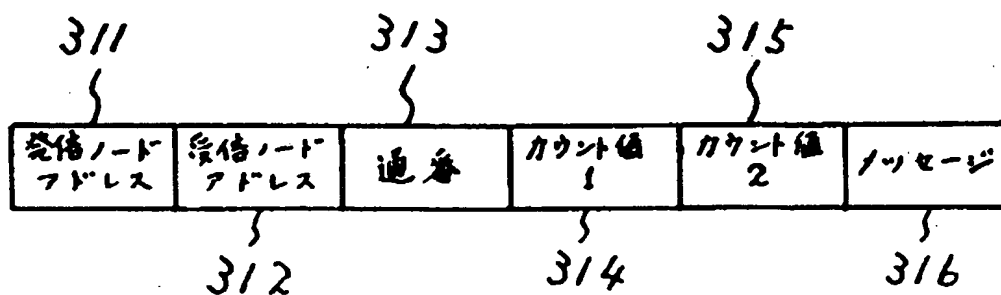 311
313
315
発信ノード
アドレス
受信ノード
アドレス
通番
カウント値
1
カウント値
2
メッセージ
312
314
316